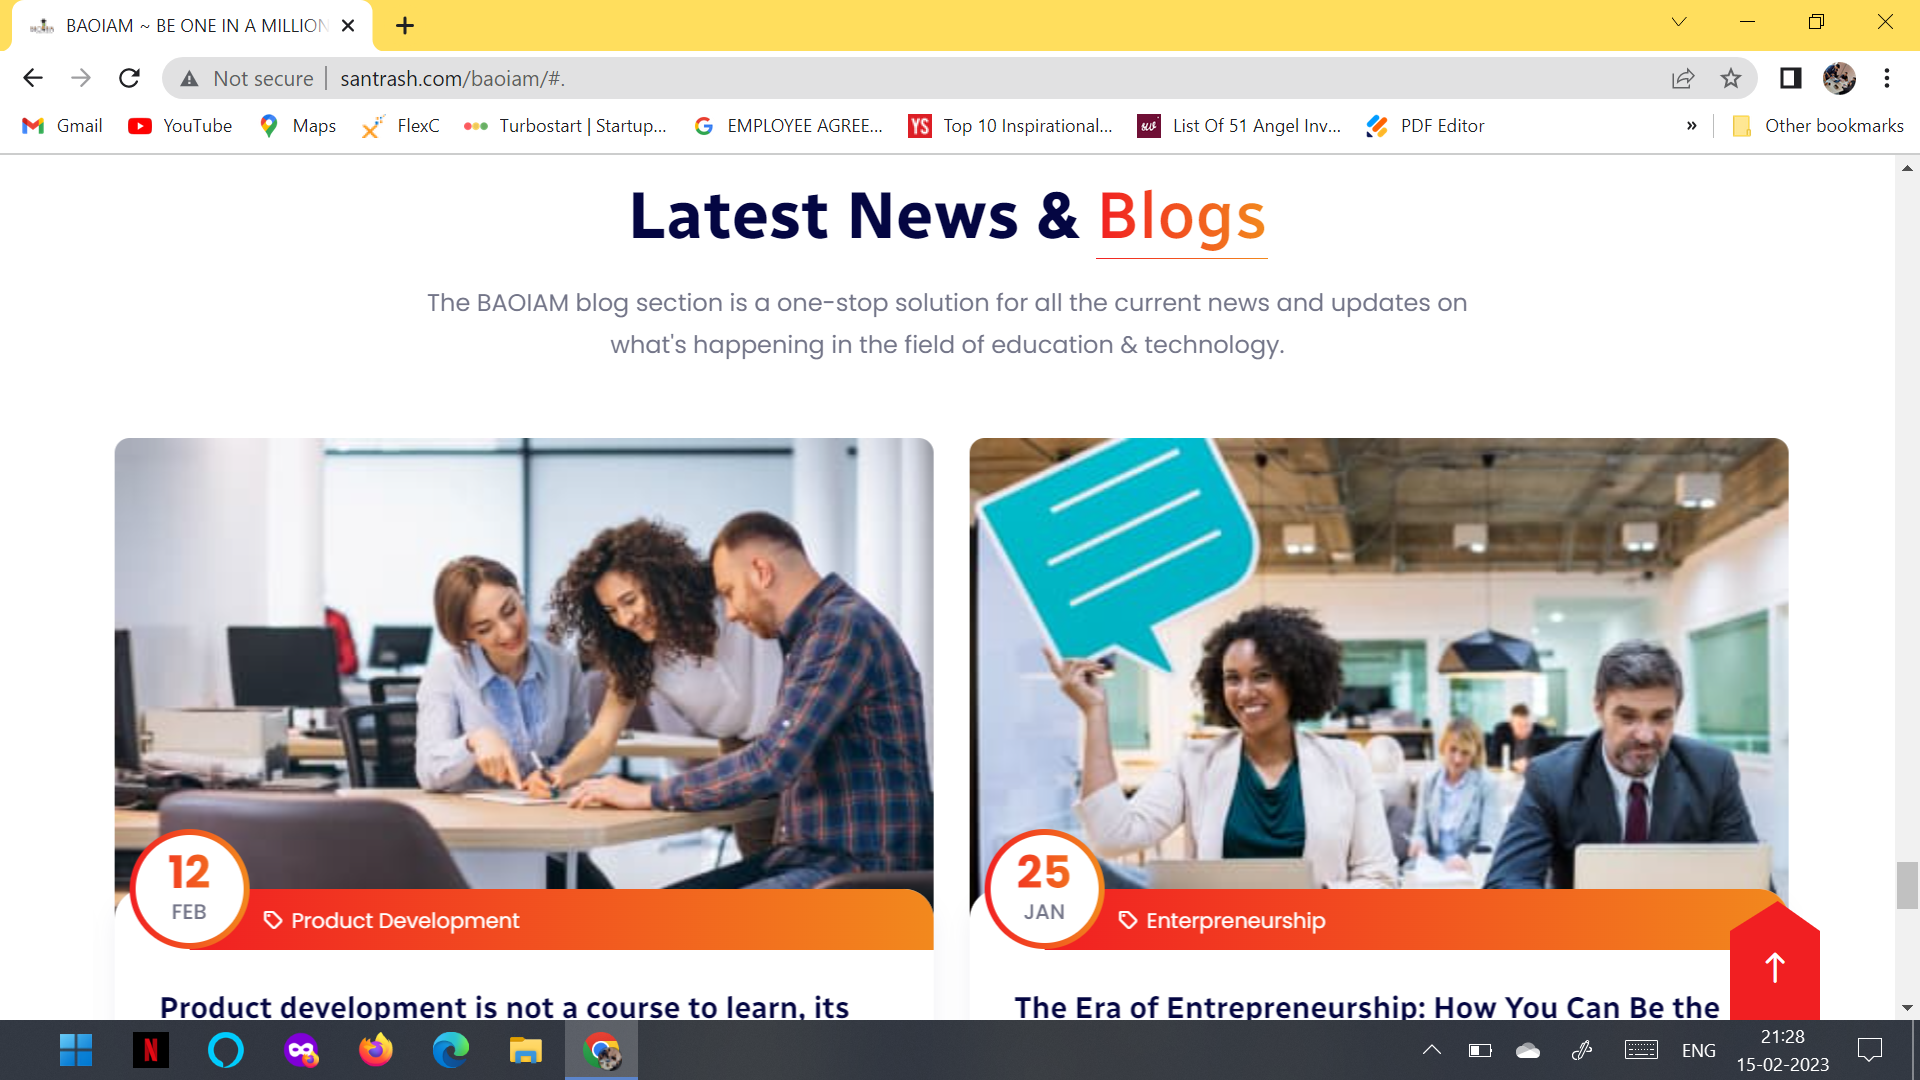 BAOIAM ~ BE ONE IN A MILLION
Not secure | santrash.com/baoiam/#.
Gmail YouTube Maps FlexC Turbostart | Startup... EMPLOYEE AGREE... YS Top 10 Inspirational... List Of 51 Angel Inv... PDF Editor » Other bookmarks
Latest News & Blogs
The BAOIAM blog section is a one-stop solution for all the current news and updates on
what's happening in the field of education & technology.
12
FEB
Product Development
Product development is not a course to learn, its
25
JAN
Enterpreneurship
The Era of Entrepreneurship: How You Can Be the
N
ENG
21:28
15-02-2023